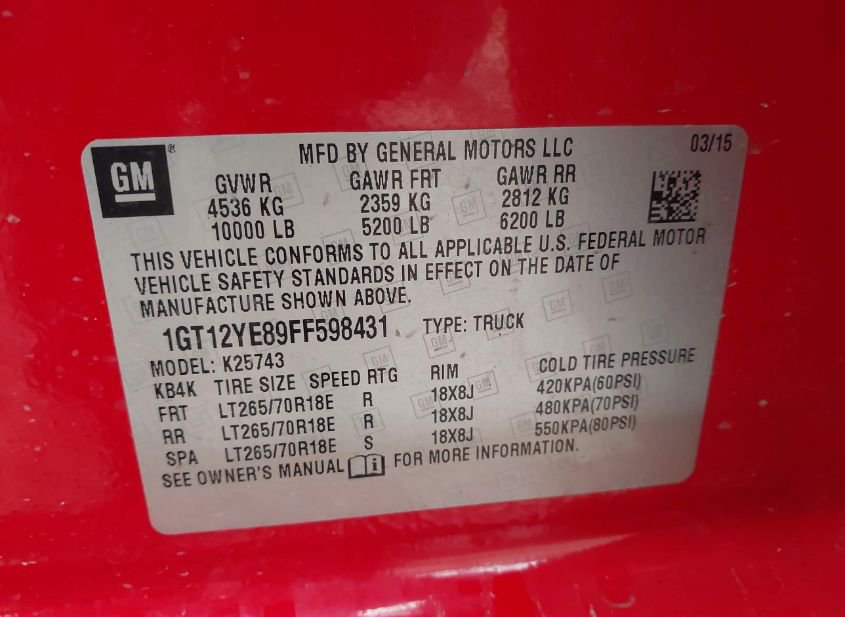 GM® MFD BY GENERAL MOTORS LLC 03/15
GVWR GAWR FRT GAWR RR
4536 KG 2359 KG 2812 KG
10000 LB 5200 LB 6200 LB
THIS VEHICLE CONFORMS TO ALL APPLICABLE U.S. FEDERAL MOTOR
VEHICLE SAFETY STANDARDS IN EFFECT ON THE DATE OF
MANUFACTURE SHOWN ABOVE.
1GT12YE89FF598431 TYPE: TRUCK
MODEL: K25743
KB4K TIRE SIZE SPEED RTG RIM COLD TIRE PRESSURE
FRT LT265/70R18E R 18X8J 420KPA(60PSI)
RR LT265/70R18E R 18X8J 480KPA(70PSI)
SPA LT265/70R18E S 18X8J 550KPA(80PSI)
SEE OWNER'S MANUAL FOR MORE INFORMATION.